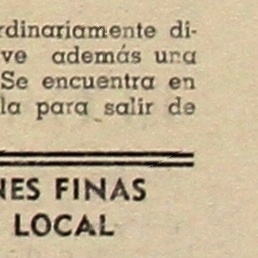 rdinariamente di-
ve además una
Se encuentra en
la para salir de
NES FINAS
LOCAL